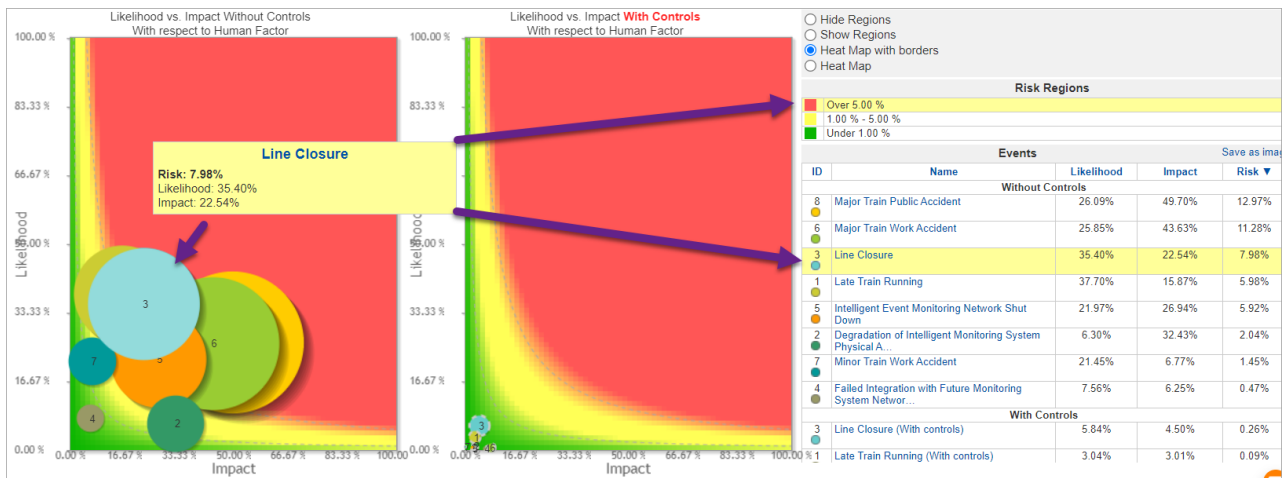 Likelihood vs. Impact Without Controls
With respect to Human Factor
100.00 %
83.33 %
66.67 %
50.00 %
33.33 %
16.67 %
0.00 %
Likelihood
Line Closure
Risk: 7.98%
Likelihood: 35.40%
Impact: 22.54%
3
6
5
7
4
2
0.00 % 16.67% 33.33% 50.00% 83.33% 100.00 %
Impact
Likelihood vs. Impact With Controls
With respect to Human Factor
100.00 %
83.33 %
66.67 %
50.00 %
33.33 %
16.67 %
0.00 %
Likelihood
3
1
0.00 % 16.67% 33.33% 50.00% 66.67% 83.33% 100.00 %
Impact
Hide Regions
Show Regions
Heat Map with borders
Heat Map
Risk Regions
Over 5.00 %
1.00 % - 5.00 %
Under 1.00 %
Events Save as imag
ID Name Likelihood Impact Risk ▼
Without Controls
8 Major Train Public Accident 26.09% 49.70% 12.97%
6 Major Train Work Accident 25.85% 43.63% 11.28%
3 Line Closure 35.40% 22.54% 7.98%
1 Late Train Running 37.70% 15.87% 5.98%
5 Intelligent Event Monitoring Network Shut 21.97% 26.94% 5.92%
Down
2 Degradation of Intelligent Monitoring System 6.30% 32.43% 2.04%
Physical A...
7 Minor Train Work Accident 21.45% 6.77% 1.45%
4 Failed Integration with Future Monitoring 7.56% 6.25% 0.47%
System Networ...
With Controls
3 Line Closure (With controls) 5.84% 4.50% 0.26%
1 Late Train Running (With controls) 3.04% 3.01% 0.09%